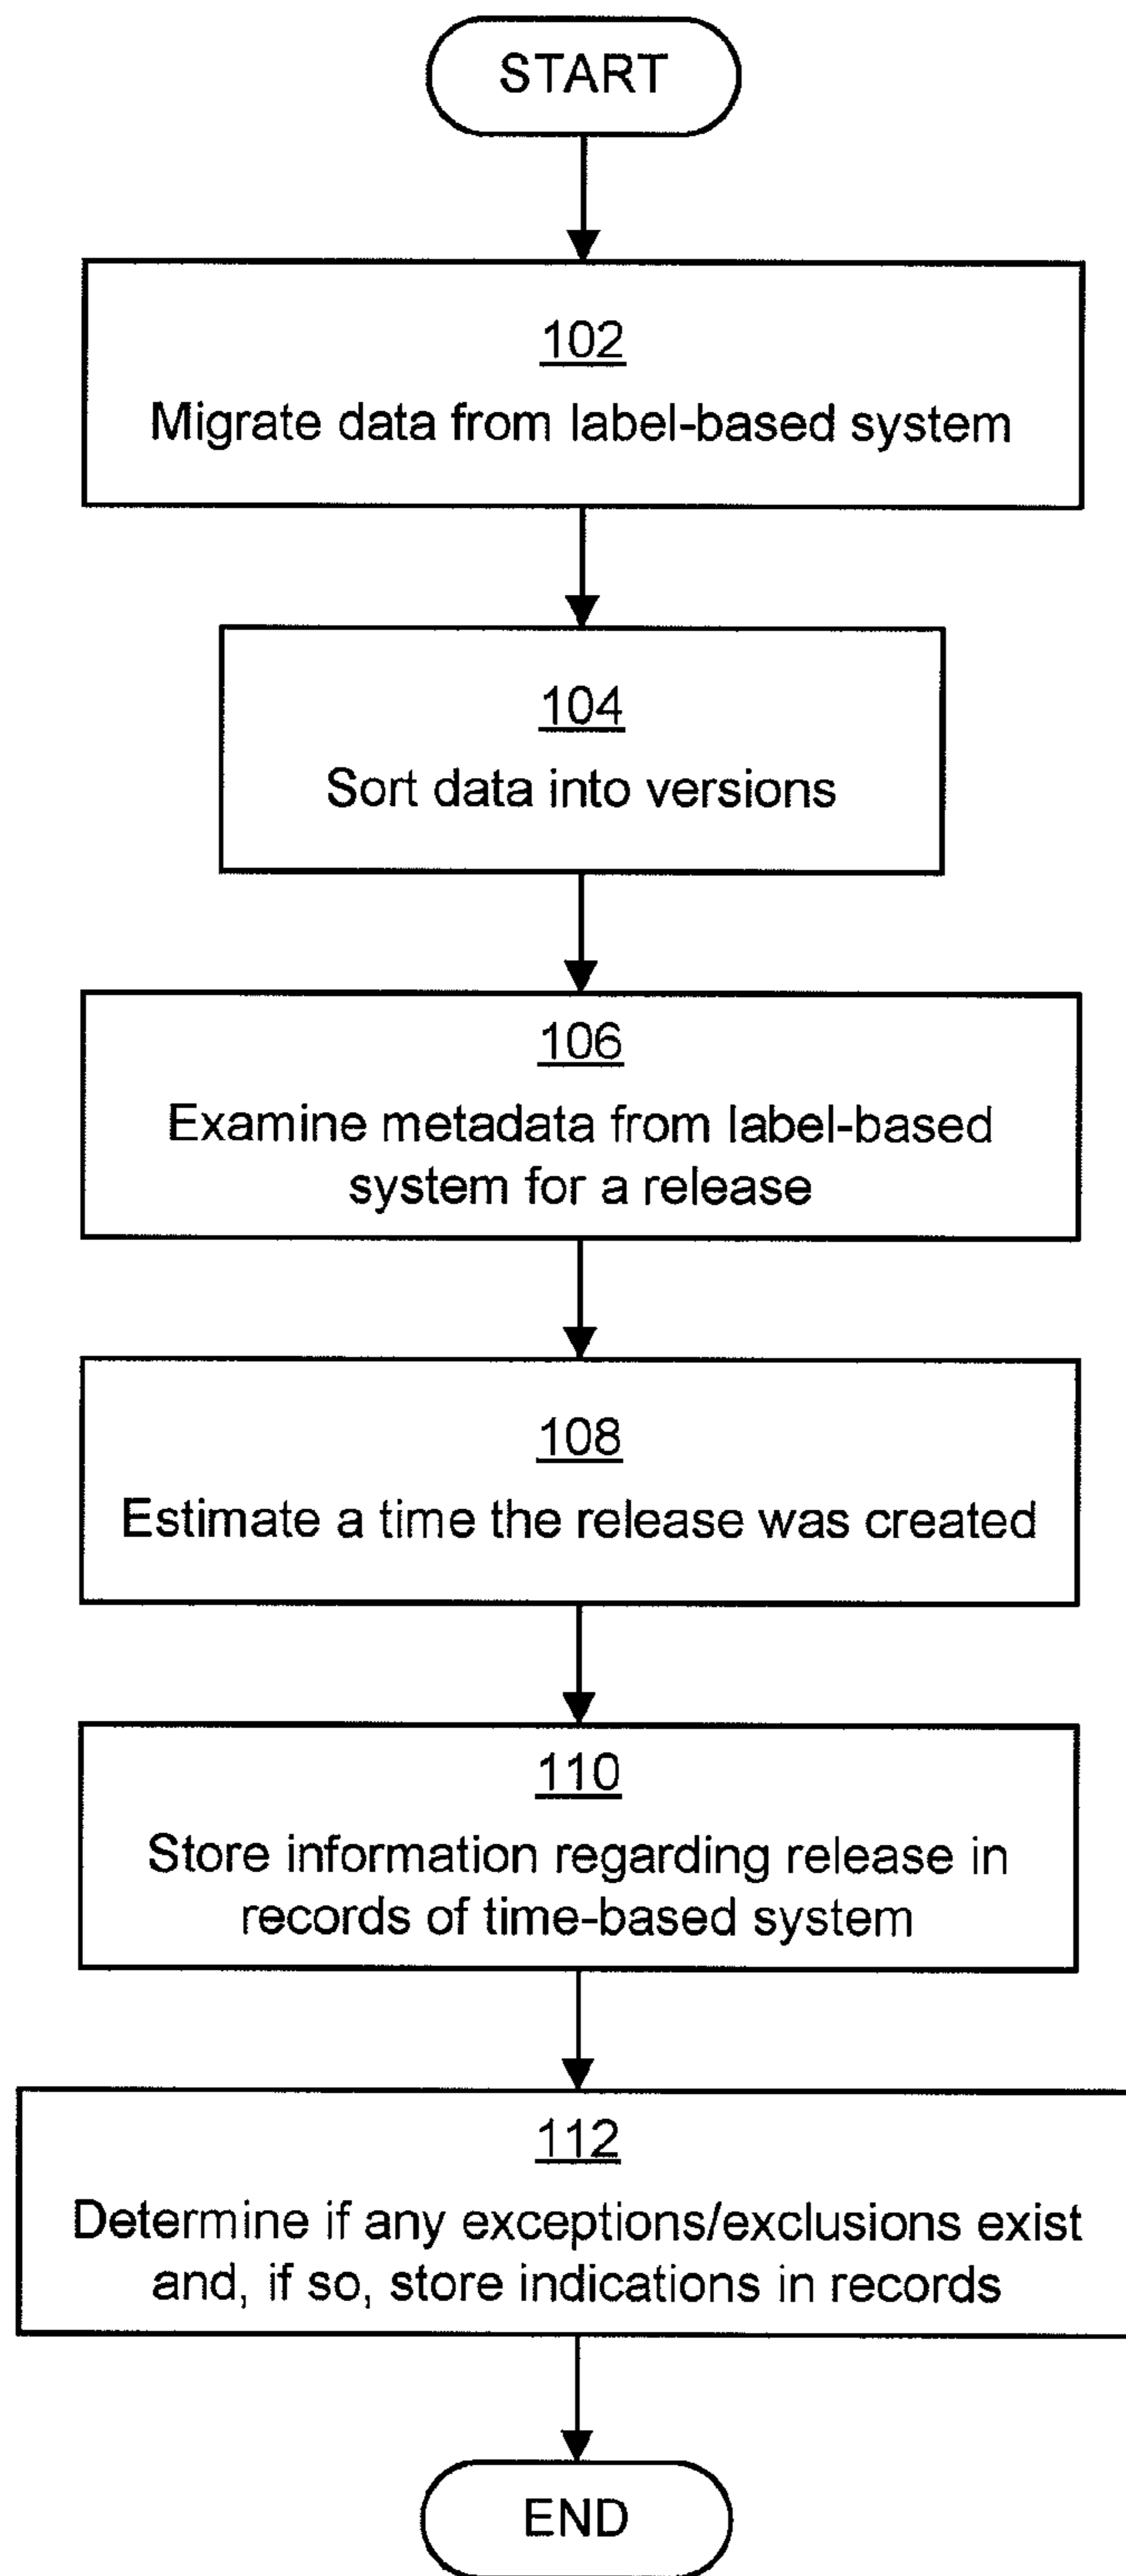 START
102
Migrate data from label-based system
104
Sort data into versions
106
Examine metadata from label-based
system for a release
108
Estimate a time the release was created
110
Store information regarding release in
records of time-based system
112
Determine if any exceptions/exclusions exist
and, if so, store indications in records
END